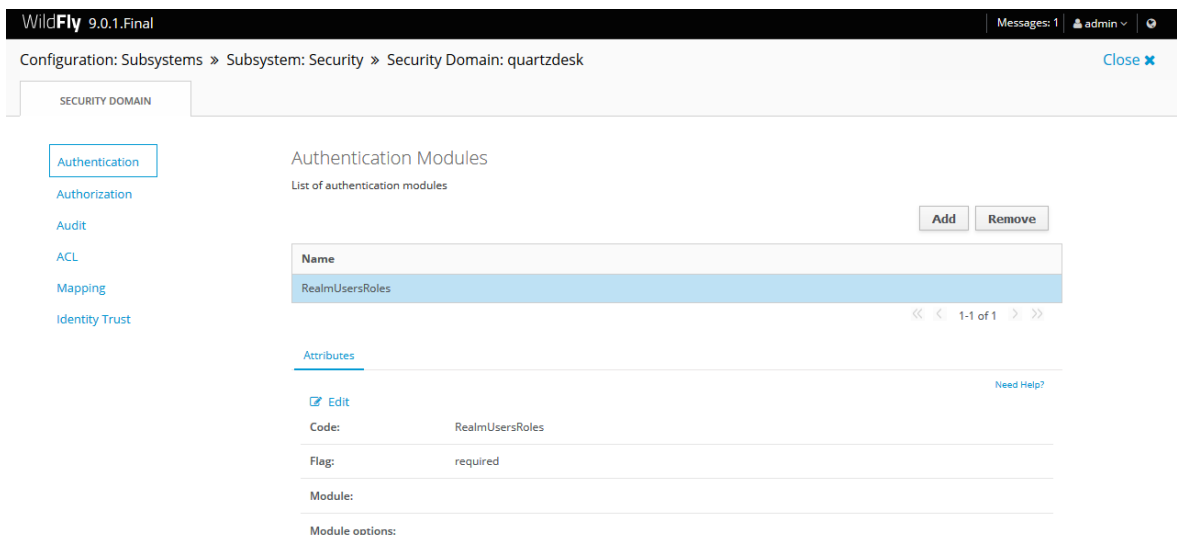 WildFly 9.0.1.Final Messages: 1 admin
Configuration: Subsystems » Subsystem: Security » Security Domain: quartzdesk Close ✖
SECURITY DOMAIN
Authentication
Authorization
Audit
ACL
Mapping
Identity Trust
Authentication Modules
List of authentication modules
Add Remove
Name
RealmUsersRoles
1-1 of 1
Attributes
Need Help?
Edit
Code: RealmUsersRoles
Flag: required
Module:
Module options: